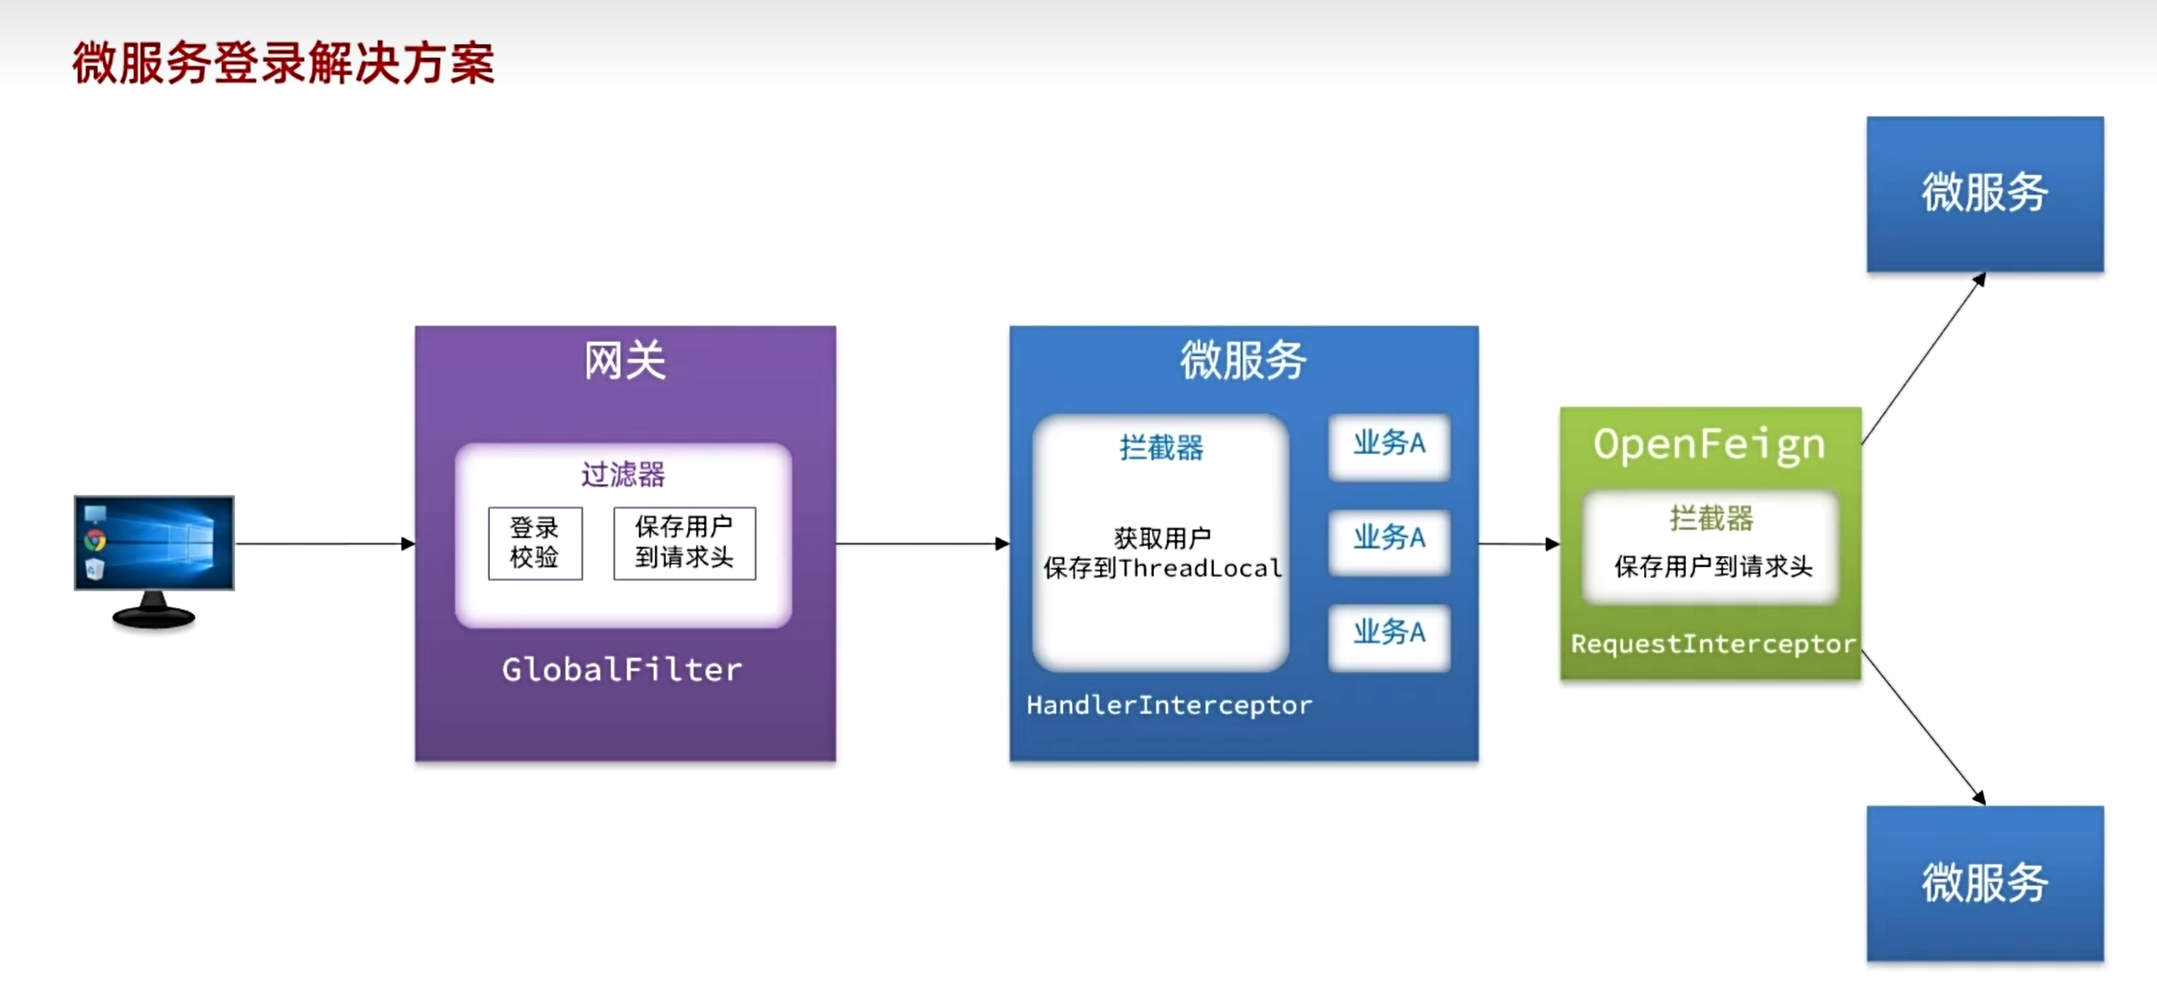 微服务登录解决方案
网关
过滤器
登录
校验
保存用户
到请求头
GlobalFilter
微服务
拦截器
获取用户
保存到ThreadLocal
HandlerInterceptor
业务A
业务A
业务A
OpenFeign
拦截器
保存用户到请求头
RequestInterceptor
微服务
微服务